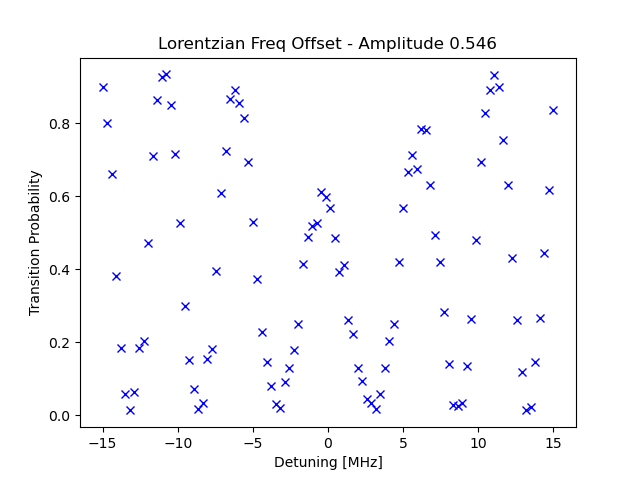 Lorentzian Freq Offset - Amplitude 0.546
Transition Probability
0.8
0.6
0.4
0.2
0.0
−15 −10 −5 0 5 10 15
Detuning [MHz]